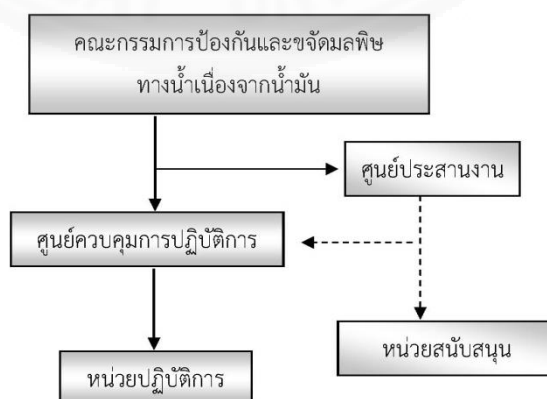 คณะกรรมการป้องกันและขจัดมลพิษ
ทางน้ำเนื่องจากน้ำมัน
ศูนย์ประสานงาน
ศูนย์ควบคุมการปฏิบัติการ
หน่วยสนับสนุน
หน่วยปฏิบัติการ